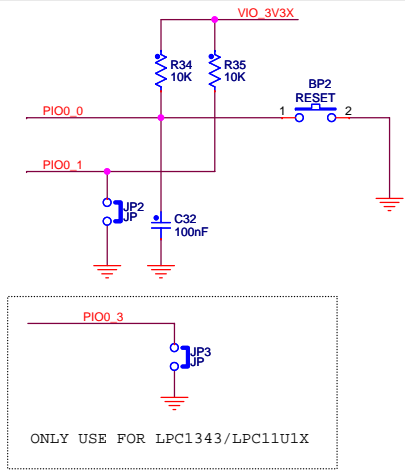 VIO_3V3X
R34
10K
R35
10K
BP2
RESET
PIO0_0
1
2
PIO0_1
JP2
JP
C32
100nF
PIO0_3
JP3
JP
ONLY USE FOR LPC1343/LPC11U1X